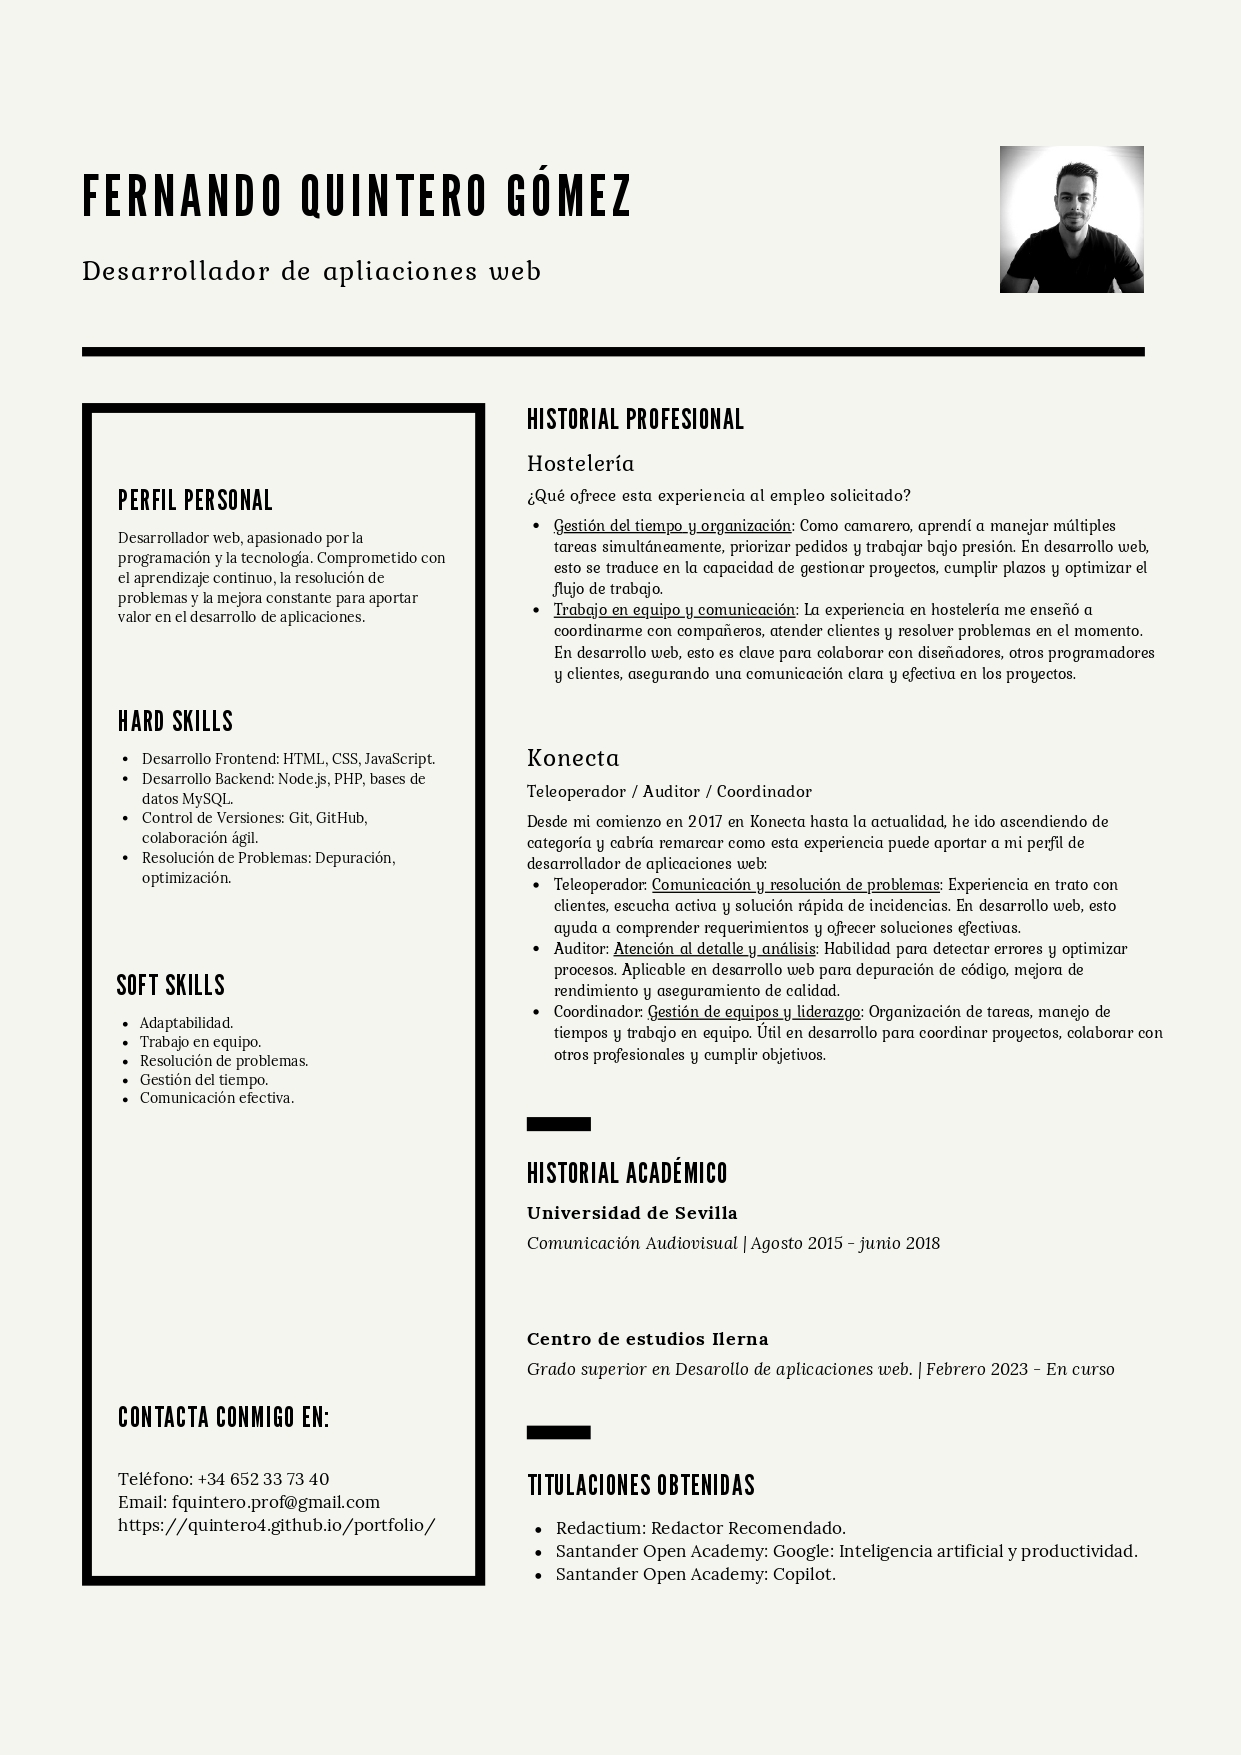 FERNANDO QUINTERO GÓMEZ
Desarrollador de apliaciones web
PERFIL PERSONAL
Desarrollador web, apasionado por la
programación y la tecnología. Comprometido con
el aprendizaje continuo, la resolución de
problemas y la mejora constante para aportar
valor en el desarrollo de aplicaciones.
HARD SKILLS
• Desarrollo Frontend: HTML, CSS, JavaScript.
• Desarrollo Backend: Node.js, PHP, bases de
datos MySQL.
• Control de Versiones: Git, GitHub,
colaboración ágil.
• Resolución de Problemas: Depuración,
optimización.
SOFT SKILLS
• Adaptabilidad.
• Trabajo en equipo.
• Resolución de problemas.
• Gestión del tiempo.
• Comunicación efectiva.
CONTACTA CONMIGO EN:
Teléfono: +34 652 33 73 40
Email: fquintero.prof@gmail.com
https://quintero4.github.io/portfolio/
HISTORIAL PROFESIONAL
Hostelería
¿Qué ofrece esta experiencia al empleo solicitado?
• Gestión del tiempo y organización: Como camarero, aprendí a manejar múltiples
tareas simultáneamente, priorizar pedidos y trabajar bajo presión. En desarrollo web,
esto se traduce en la capacidad de gestionar proyectos, cumplir plazos y optimizar el
flujo de trabajo.
• Trabajo en equipo y comunicación: La experiencia en hostelería me enseñó a
coordinarme con compañeros, atender clientes y resolver problemas en el momento.
En desarrollo web, esto es clave para colaborar con diseñadores, otros programadores
y clientes, asegurando una comunicación clara y efectiva en los proyectos.
Konecta
Teleoperador / Auditor / Coordinador
Desde mi comienzo en 2017 en Konecta hasta la actualidad, he ido ascendiendo de
categoría y cabría remarcar como esta experiencia puede aportar a mi perfil de
desarrollador de aplicaciones web:
• Teleoperador: Comunicación y resolución de problemas: Experiencia en trato con
clientes, escucha activa y solución rápida de incidencias. En desarrollo web, esto
ayuda a comprender requerimientos y ofrecer soluciones efectivas.
• Auditor: Atención al detalle y análisis: Habilidad para detectar errores y optimizar
procesos. Aplicable en desarrollo web para depuración de código, mejora de
rendimiento y aseguramiento de calidad.
• Coordinador: Gestión de equipos y liderazgo: Organización de tareas, manejo de
tiempos y trabajo en equipo. Útil en desarrollo para coordinar proyectos, colaborar con
otros profesionales y cumplir objetivos.
HISTORIAL ACADÉMICO
Universidad de Sevilla
Comunicación Audiovisual | Agosto 2015 - junio 2018
Centro de estudios Ilerna
Grado superior en Desarollo de aplicaciones web. | Febrero 2023 - En curso
TITULACIONES OBTENIDAS
• Redactium: Redactor Recomendado.
• Santander Open Academy: Google: Inteligencia artificial y productividad.
• Santander Open Academy: Copilot.